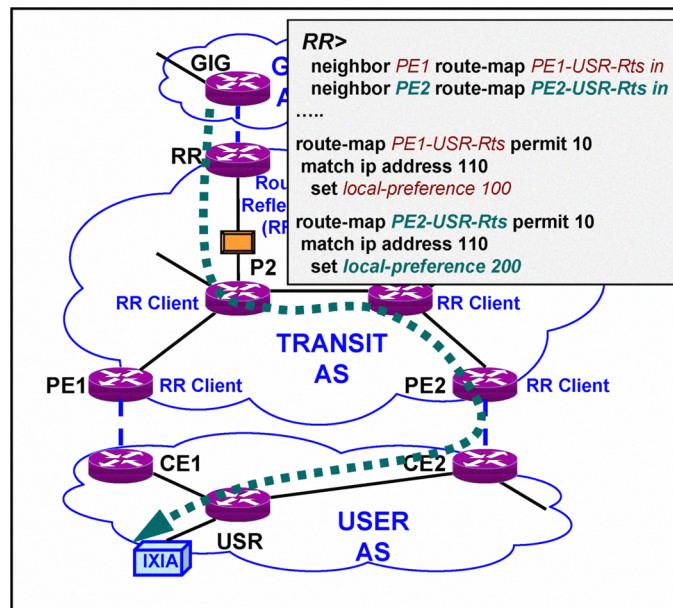 GIG
G
A
RR>
neighbor PE1 route-map PE1-USR-Rts in
neighbor PE2 route-map PE2-USR-Rts in
.....
route-map PE1-USR-Rts permit 10
match ip address 110
set local-preference 100
route-map PE2-USR-Rts permit 10
match ip address 110
set local-preference 200
RR
Rou
Refle
(RR
P2
RR Client
RR Client
TRANSIT
AS
PE1
RR Client
PE2
RR Client
CE1
CE2
USR
USER
AS
IXIA